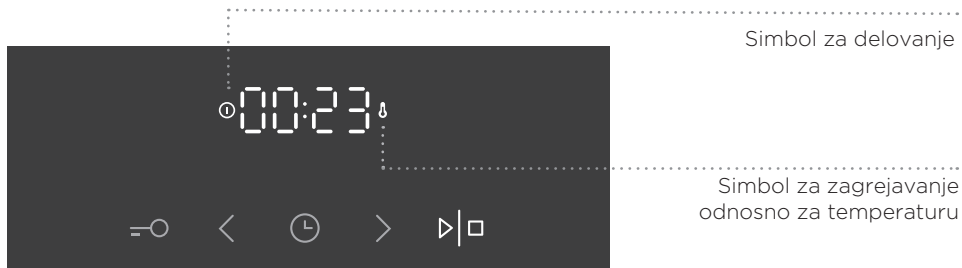 Simbol za delovanje
00:23
Simbol za zagrejavanje
odnosno za temperaturu